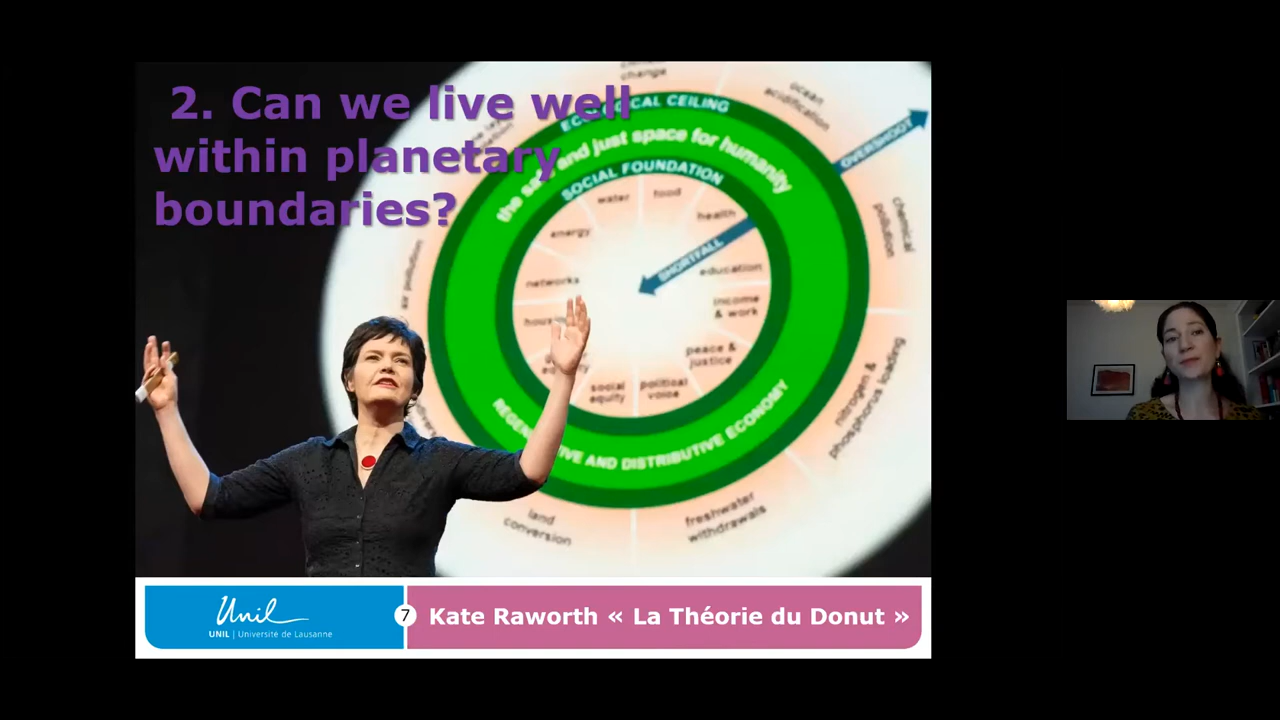 2. Can we live well
within planetary
boundaries?
change
ocean
acidification
ECOLOGICAL CEILING
the safe and just space for humanity
OVERSHOOT
SOCIAL FOUNDATION
water
food
health
energy
SHORTFALL
chemical
pollution
air pollution
networks
education
income
& work
peace &
justice
social
equity
political
voice
nitrogen &
phosphorus loading
REGENERATIVE AND DISTRIBUTIVE ECONOMY
land
conversion
freshwater
withdrawals
Unil
UNIL | Université de Lausanne
7
Kate Raworth « La Théorie du Donut »